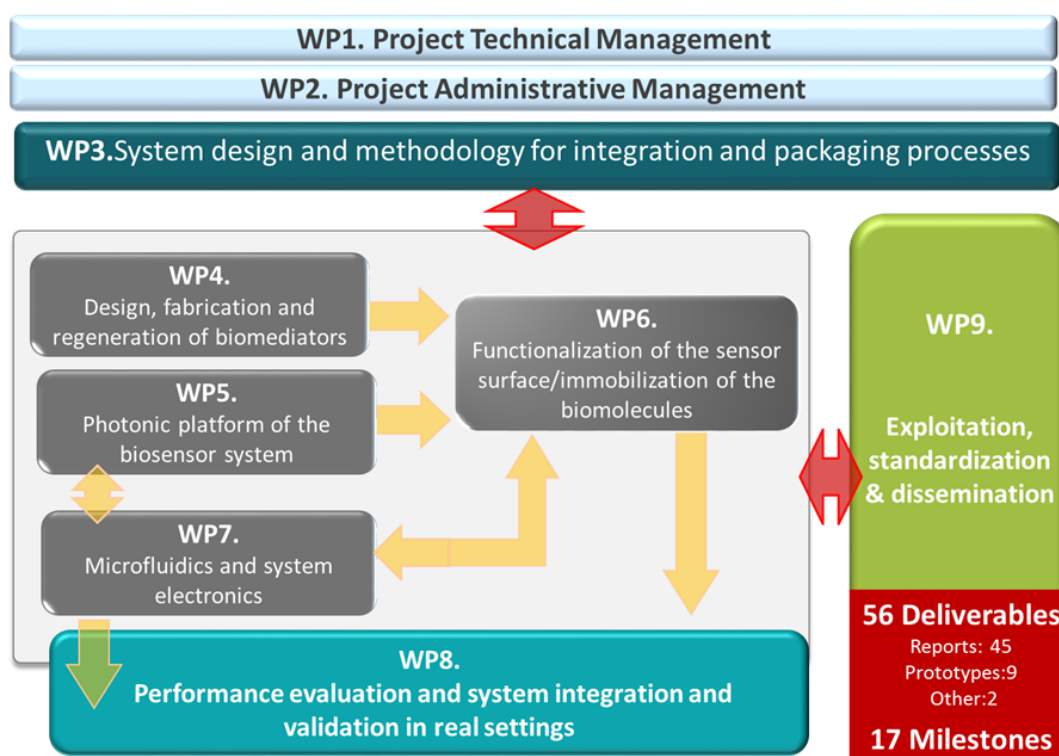 WP1. Project Technical Management
WP2. Project Administrative Management
WP3.System design and methodology for integration and packaging processes
WP4.
Design, fabrication and
regeneration of biomediators
WP5.
Photonic platform of the
biosensor system
WP7.
Microfluidics and system
electronics
WP6.
Functionalization of the sensor
surface/immobilization of the
biomolecules
WP8.
Performance evaluation and system integration and
validation in real settings
WP9.
Exploitation,
standardization
& dissemination
56 Deliverables
Reports: 45
Prototypes:9
Other:2
17 Milestones